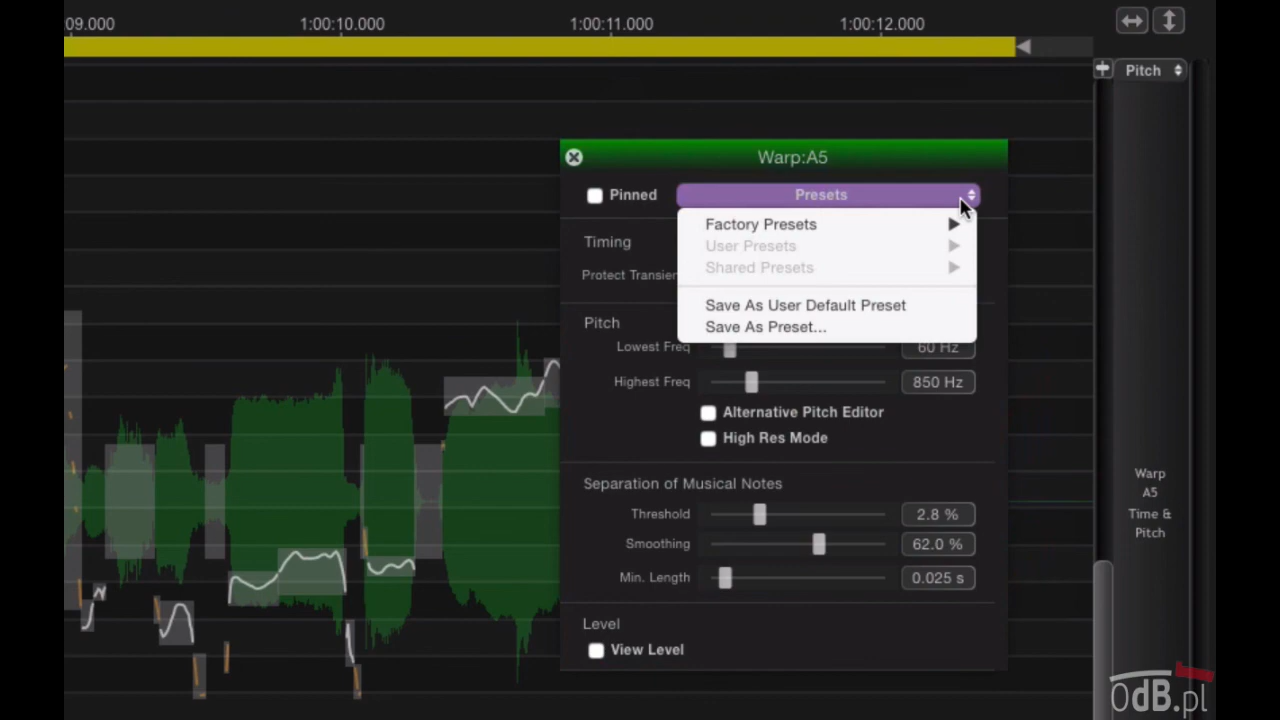 09.000
1:00:10.000
1:00:11.000
1:00:12.000
Pitch
Warp:A5
Pinned
Presets
Factory Presets
User Presets
Shared Presets
Save As User Default Preset
Save As Preset...
Timing
Protect Transien
Pitch
Lowest Freq
60 Hz
Highest Freq
850 Hz
Alternative Pitch Editor
High Res Mode
Separation of Musical Notes
Threshold
2.8 %
Smoothing
62.0 %
Min. Length
0.025 s
Level
View Level
Warp
A5
Time &
Pitch
0dB.pl